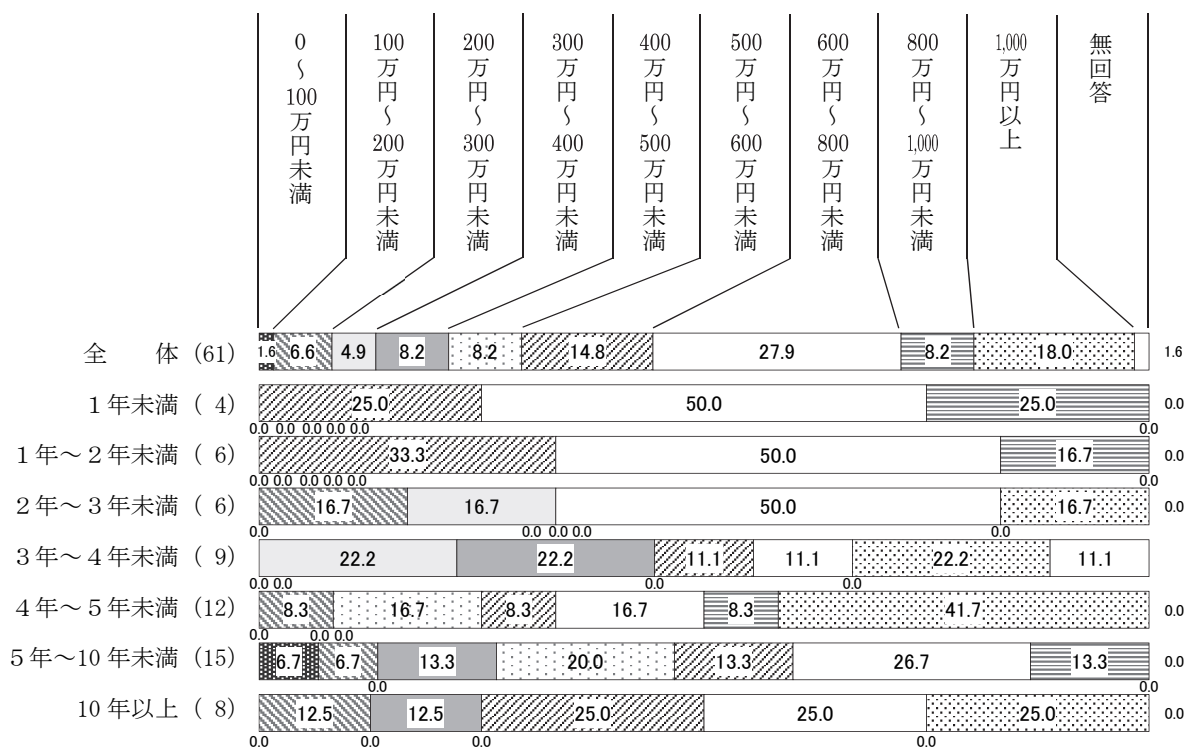 0～100万円未満
100万円～200万円未満
200万円～300万円未満
300万円～400万円未満
400万円～500万円未満
500万円～600万円未満
600万円～800万円未満
800万円～1,000万円未満
1,000万円以上
無回答
全　体 (61) 1.6 6.6 4.9 8.2 8.2 14.8 27.9 8.2 18.0 1.6
１年未満 ( 4) 25.0 50.0 25.0 0.0
0.0 0.0 0.0 0.0 0.0 0.0
１年～２年未満 ( 6) 33.3 50.0 16.7 0.0
0.0 0.0 0.0 0.0 0.0 0.0
２年～３年未満 ( 6) 16.7 16.7 50.0 16.7 0.0
0.0 0.0 0.0 0.0 0.0
３年～４年未満 ( 9) 22.2 22.2 11.1 11.1 22.2 11.1
0.0 0.0 0.0 0.0
４年～５年未満 (12) 8.3 16.7 8.3 16.7 8.3 41.7 0.0
0.0 0.0 0.0
５年～10年未満 (15) 6.7 6.7 13.3 20.0 13.3 26.7 13.3 0.0
0.0 0.0
10年以上 ( 8) 12.5 12.5 25.0 25.0 25.0 0.0
0.0 0.0 0.0 0.0